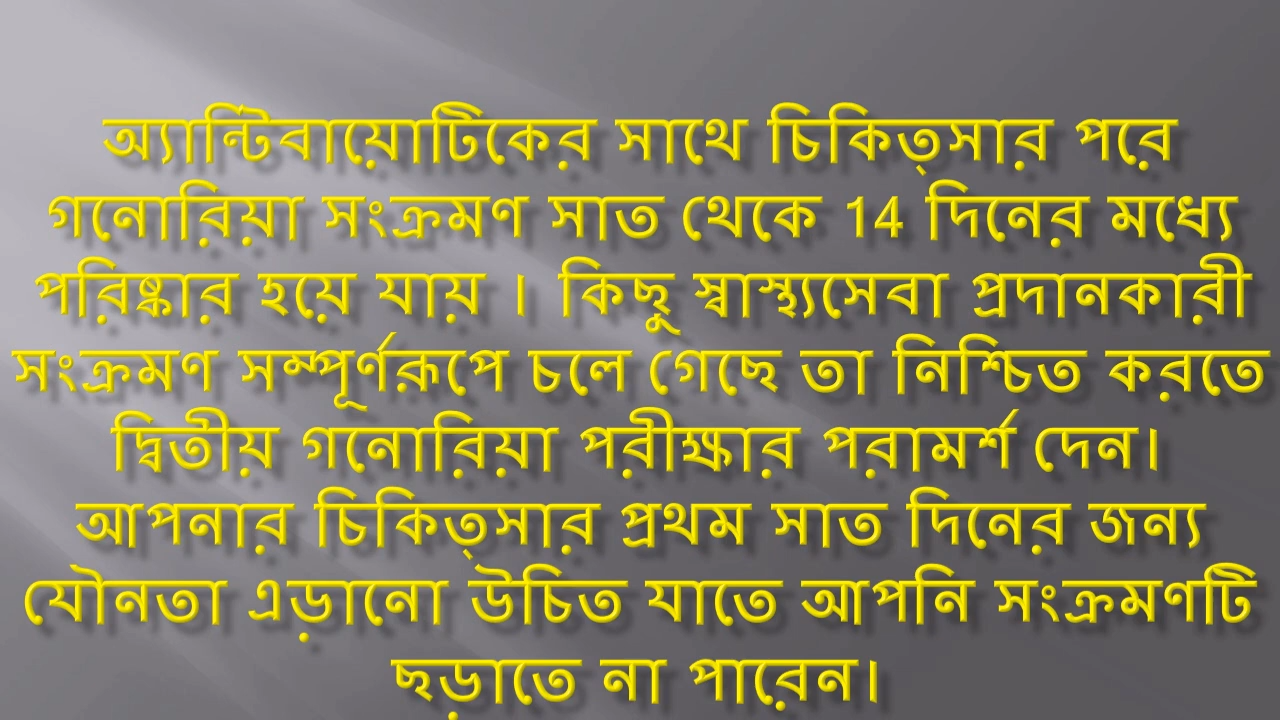 অ্যান্টিবায়োটিকের সাথে চিকিত্সার পরে
গনোরিয়া সংক্রমণ সাত থেকে 14 দিনের মধ্যে
পরিষ্কার হয়ে যায় । কিছু স্বাস্থ্যসেবা প্রদানকারী
সংক্রমণ সম্পূর্ণরূপে চলে গেছে তা নিশ্চিত করতে
দ্বিতীয় গনোরিয়া পরীক্ষার পরামর্শ দেন।
আপনার চিকিত্সার প্রথম সাত দিনের জন্য
যৌনতা এড়ানো উচিত যাতে আপনি সংক্রমণটি
ছড়াতে না পারেন।